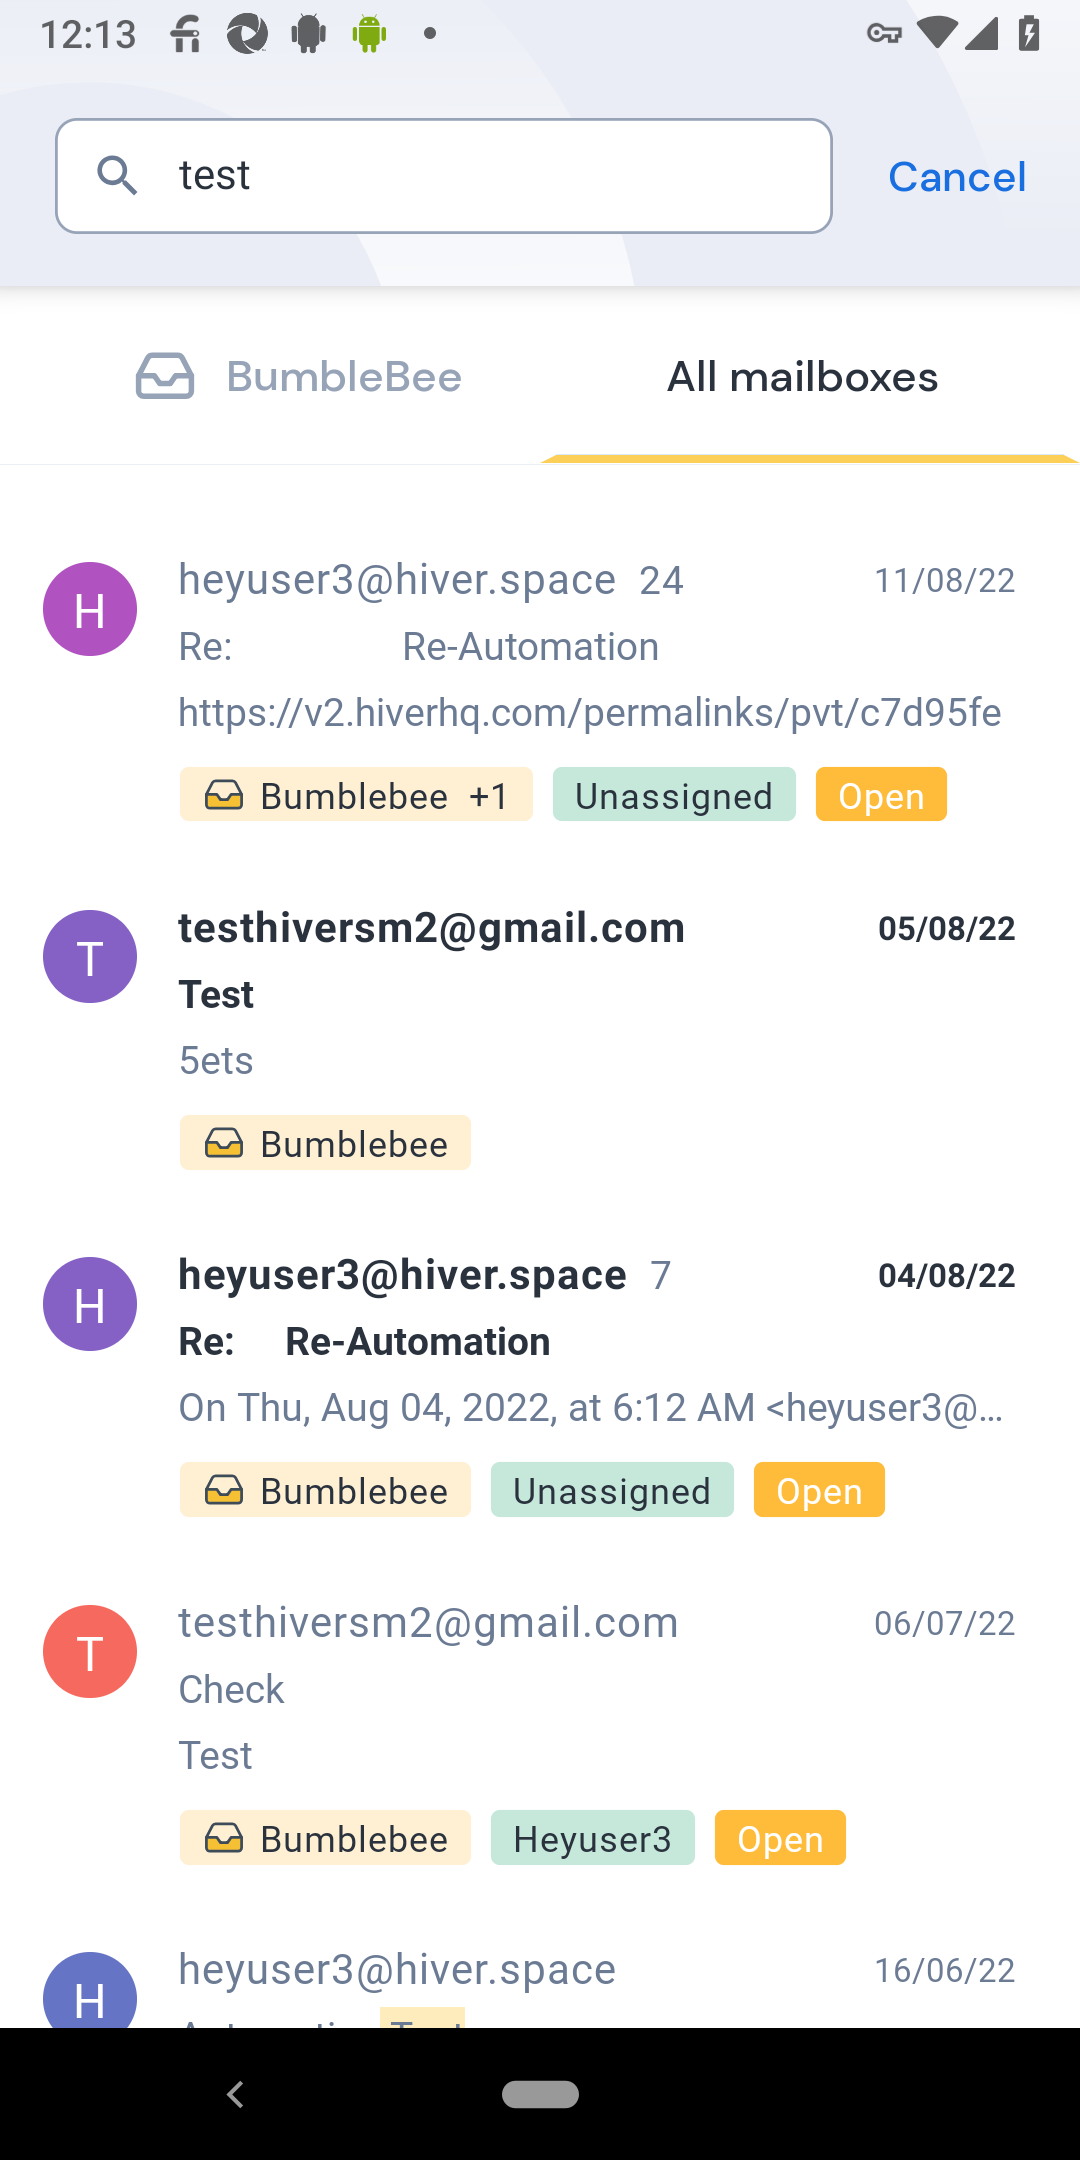 12:13
test
Cancel
BumbleBee
All mailboxes
H
heyuser3@hiver.space 24
11/08/22
Re: Re-Automation
https://v2.hiverhq.com/permalinks/pvt/c7d95fe
Bumblebee +1
Unassigned
Open
T
testhiversm2@gmail.com
05/08/22
Test
5ets
Bumblebee
H
heyuser3@hiver.space 7
04/08/22
Re: Re-Automation
On Thu, Aug 04, 2022, at 6:12 AM <heyuser3@…
Bumblebee
Unassigned
Open
T
testhiversm2@gmail.com
06/07/22
Check
Test
Bumblebee
Heyuser3
Open
H
heyuser3@hiver.space
16/06/22